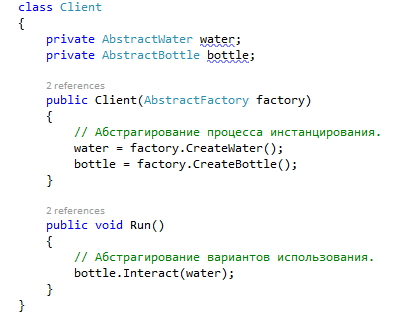 class Client
{
    private AbstractWater water;
    private AbstractBottle bottle;
    2 references
    public Client(AbstractFactory factory)
    {
        // Абстрагирование процесса инстанцирования.
        water = factory.CreateWater();
        bottle = factory.CreateBottle();
    }
    2 references
    public void Run()
    {
        // Абстрагирование вариантов использования.
        bottle.Interact(water);
    }
}